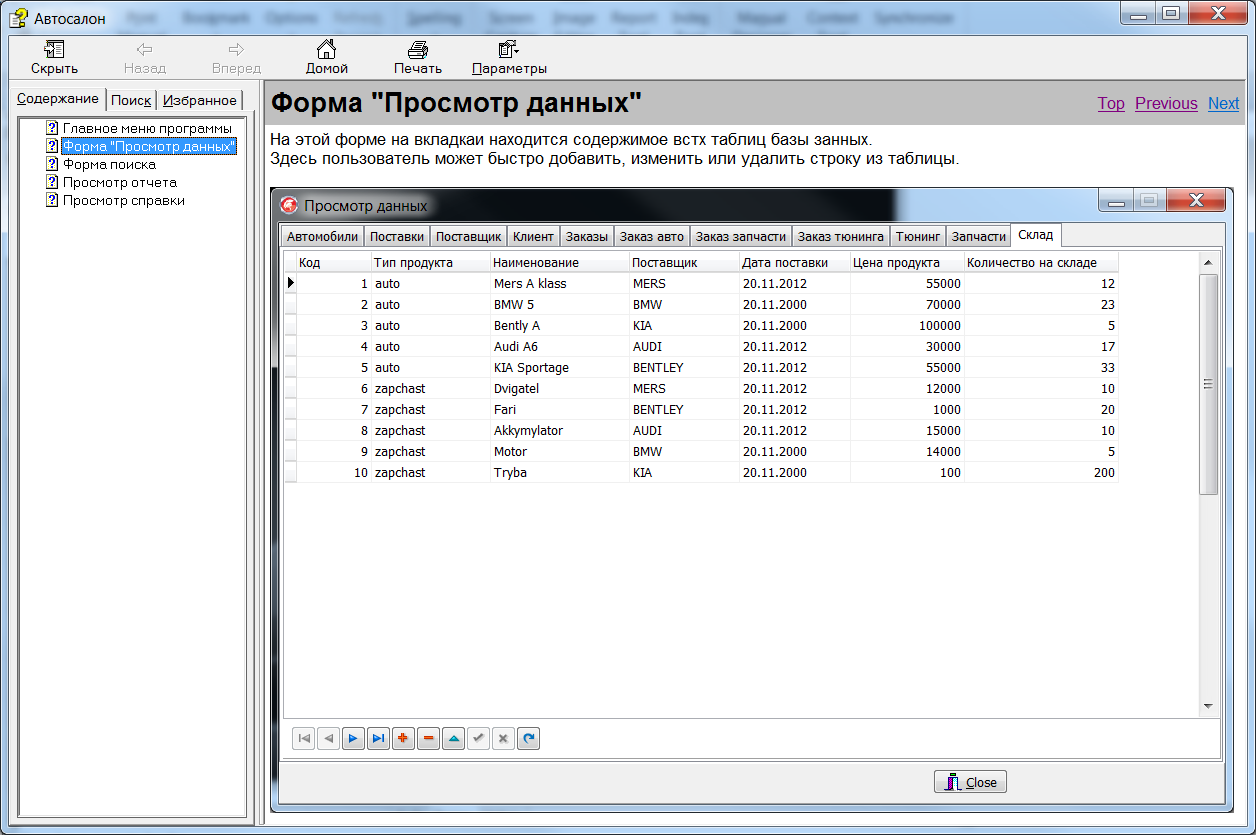 Автосалон
Скрыть Назад Вперед Домой Печать Параметры
Содержание Поиск Избранное
Главное меню программы
Форма "Просмотр данных"
Форма поиска
Просмотр отчета
Просмотр справки
Форма "Просмотр данных" Top Previous Next
На этой форме на вкладкаи находится содержимое встх таблиц базы занных.
Здесь пользователь может быстро добавить, изменить или удалить строку из таблицы.
Просмотр данных
Автомобили Поставки Поставщик Клиент Заказы Заказ авто Заказ запчасти Заказ тюнинга Тюнинг Запчасти Склад
Код Тип продукта Наименование Поставщик Дата поставки Цена продукта Количество на складе
1 auto Mers A klass MERS 20.11.2012 55000 12
2 auto BMW 5 BMW 20.11.2000 70000 23
3 auto Bently A KIA 20.11.2000 100000 5
4 auto Audi A6 AUDI 20.11.2012 30000 17
5 auto KIA Sportage BENTLEY 20.11.2012 55000 33
6 zapchast Dvigatel MERS 20.11.2012 12000 10
7 zapchast Fari BENTLEY 20.11.2012 1000 20
8 zapchast Akkymylator AUDI 20.11.2012 15000 10
9 zapchast Motor BMW 20.11.2000 14000 5
10 zapchast Tryba KIA 20.11.2000 100 200
Close